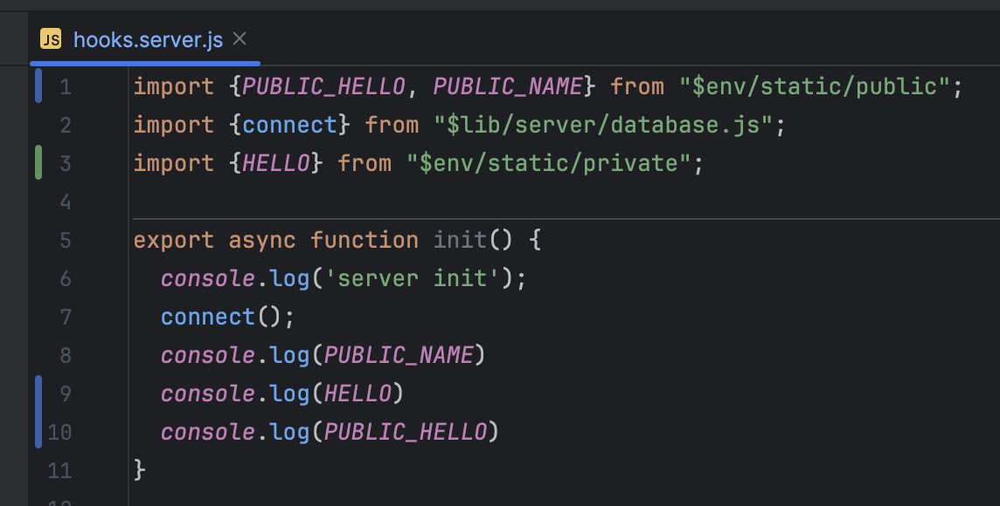 JS hooks.server.js
1 import {PUBLIC_HELLO, PUBLIC_NAME} from "$env/static/public";
2 import {connect} from "$lib/server/database.js";
3 import {HELLO} from "$env/static/private";
4
5 export async function init() {
6   console.log('server init');
7   connect();
8   console.log(PUBLIC_NAME)
9   console.log(HELLO)
10   console.log(PUBLIC_HELLO)
11 }